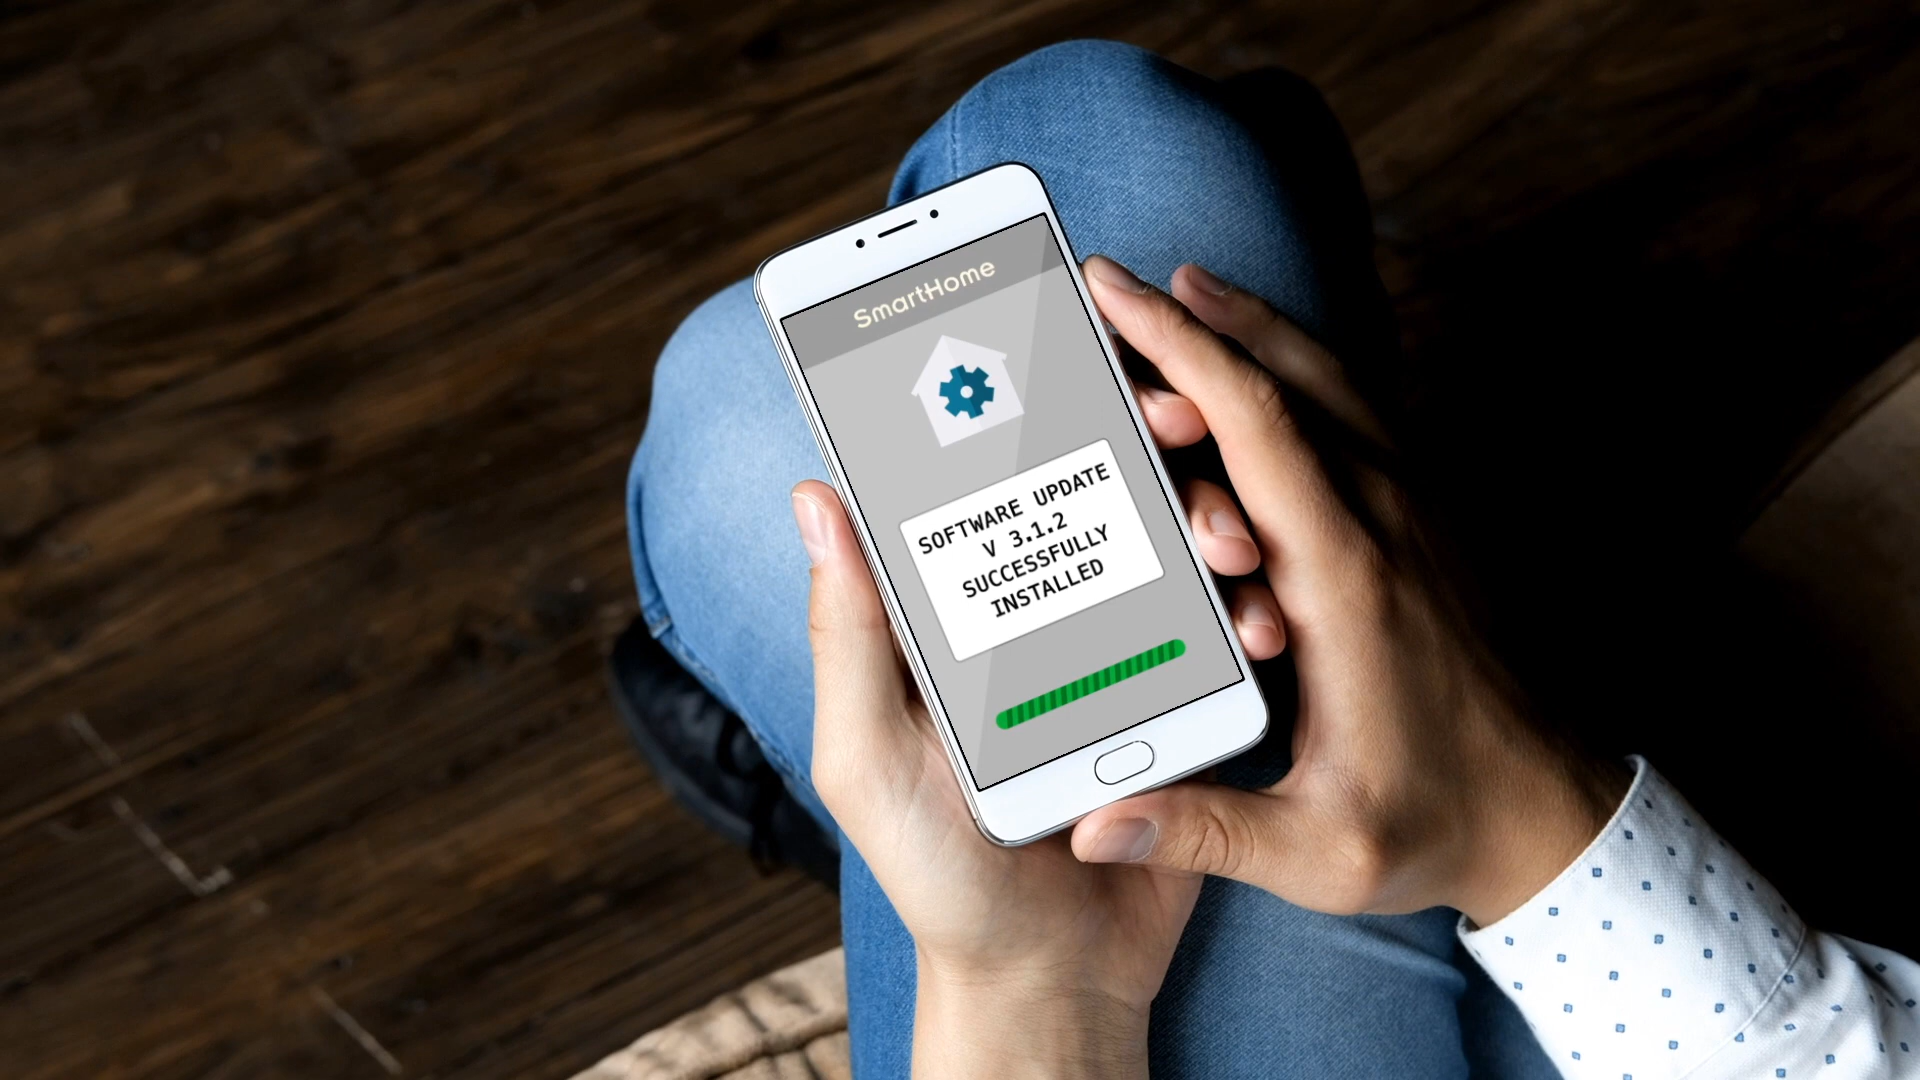 SmartHome
SOFTWARE UPDATE
V 3.1.2
SUCCESSFULLY
INSTALLED